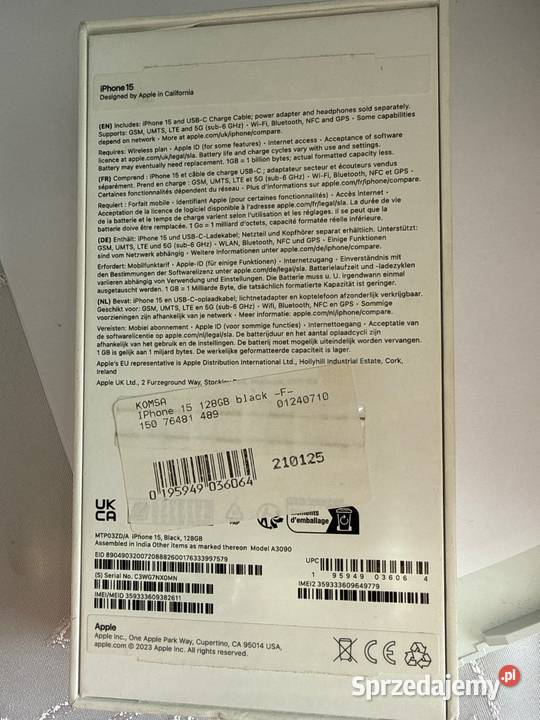 iPhone 15
Designed by Apple in California
(EN) Includes: iPhone 15 and USB-C Charge Cable; power adapter and headphones sold separately.
Supports: GSM, UMTS, LTE and 5G (sub-6 GHz) • Wi-Fi, Bluetooth, NFC and GPS • Some capabilities
depend on network • More at www.apple.com/uk/iphone/compare.
Requires: Wireless plan • Apple ID (for some features) • Internet access • Acceptance of software
licence at apple.com/uk/legal/sla. Battery life and charge cycles vary with use and settings.
Battery may eventually need replacement. 1GB = 1 billion bytes; actual formatted capacity less.
(FR) Comprend : iPhone 15 et câble de charge USB-C ; adaptateur secteur et écouteurs vendus
séparément. Prend en charge : GSM, UMTS, LTE et 5G (sub-6 GHz) • Wi-Fi, Bluetooth, NFC et GPS •
Certaines fonctionnalités dépendent du réseau • Plus d'informations sur apple.com/fr/iphone/compare.
Requiert : Forfait mobile • Identifiant Apple (pour certaines fonctionnalités) • Accès internet •
Acceptation de la licence de logiciel disponible à l'adresse apple.com/fr/legal/sla. La durée de vie
de la batterie et le temps de charge varient selon l'utilisation et les réglages. Il se peut que la
batterie doive être remplacée. 1 Go = 1 milliard d'octets, capacité formatée réelle inférieure.
(DE) Enthält: iPhone 15 und USB-C-Ladekabel; Netzteil und Kopfhörer separat erhältlich. Unterstützt:
GSM, UMTS, LTE und 5G (sub-6 GHz) • WLAN, Bluetooth, NFC und GPS • Einige Funktionen
sind vom Netzwerk abhängig • Weitere Informationen unter apple.com/de/iphone/compare.
Erfordert: Mobilfunktarif • Apple-ID (für einige Funktionen) • Internetzugang • Einverständnis mit
den Bestimmungen der Softwarelizenz unter apple.com/de/legal/sla. Batterielaufzeit und -ladezyklen
variieren abhängig von Verwendung und Einstellungen. Die Batterie muss u. U. irgendwann einmal
ausgetauscht werden. 1 GB = 1 Milliarde Byte, die tatsächlich formatierte Kapazität ist geringer.
(NL) Bevat: iPhone 15 en USB-C-oplaadkabel; lichtnetadapter en koptelefoon afzonderlijk verkrijgbaar.
Geschikt voor: GSM, UMTS, LTE en 5G (sub-6 GHz) • Wifi, Bluetooth, NFC en GPS • Sommige
voorzieningen zijn afhankelijk van je netwerk • Meer informatie: apple.com/nl/iphone/compare.
Vereisten: Mobiel abonnement • Apple ID (voor sommige functies) • Internettoegang • Acceptatie van
de softwarelicentie op apple.com/nl/legal/sla. De batterijduur en het aantal oplaadcycli zijn
afhankelijk van het gebruik en de instellingen. De batterij moet mogelijk uiteindelijk worden vervangen.
1 GB is gelijk aan 1 miljard bytes. De werkelijke geformatteerde capaciteit is lager.
Apple's EU representative is Apple Distribution International Ltd., Hollyhill Industrial Estate, Cork,
Ireland
Apple UK Ltd., 2 Furzeground Way,
KOMSA
IPhone 15 128GB black -F-
150 76481 489 01240710
0 195949 036064
210125
UK
CA
d'emballage
MTP03ZD/A iPhone 15, Black, 128GB
Assembled in India Other items as marked thereon Model A3090
EID 89049032007208882600176333997579
(S) Serial No. C3WG7NX0MN
IMEI/MEID 359333609382611
UPC
1 95949 03606 4
IMEI2 359333609649779
Apple
Apple Inc., One Apple Park Way, Cupertino, CA 95014 USA.
apple.com © 2023 Apple Inc. All rights reserved.
CE
Sprzedajemy.pl